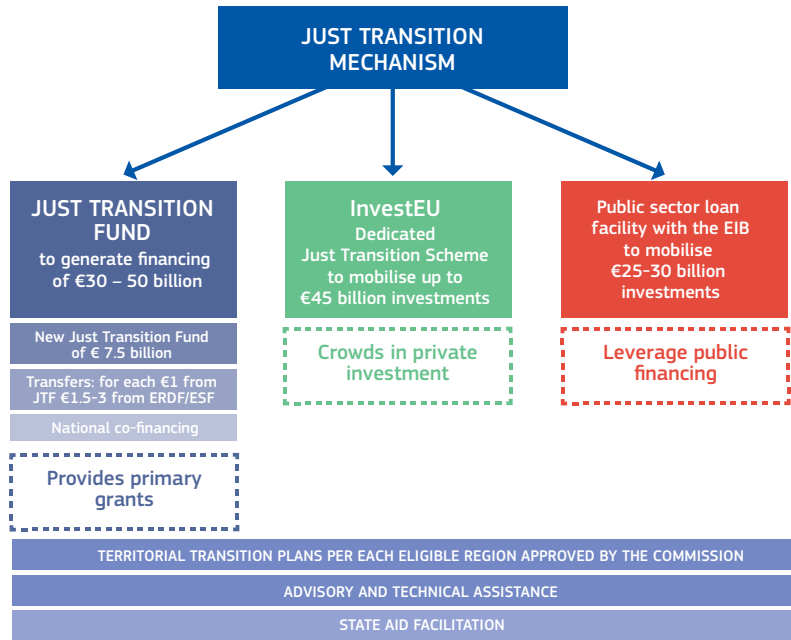 JUST TRANSITION
MECHANISM
JUST TRANSITION
FUND
to generate financing
of €30 – 50 billion
New Just Transition Fund
of € 7.5 billion
Transfers: for each €1 from
JTF €1.5-3 from ERDF/ESF
National co-financing
Provides primary
grants
InvestEU
Dedicated
Just Transition Scheme
to mobilise up to
€45 billion investments
Crowds in private
investment
Public sector loan
facility with the EIB
to mobilise
€25-30 billion
investments
Leverage public
financing
TERRITORIAL TRANSITION PLANS PER EACH ELIGIBLE REGION APPROVED BY THE COMMISSION
ADVISORY AND TECHNICAL ASSISTANCE
STATE AID FACILITATION